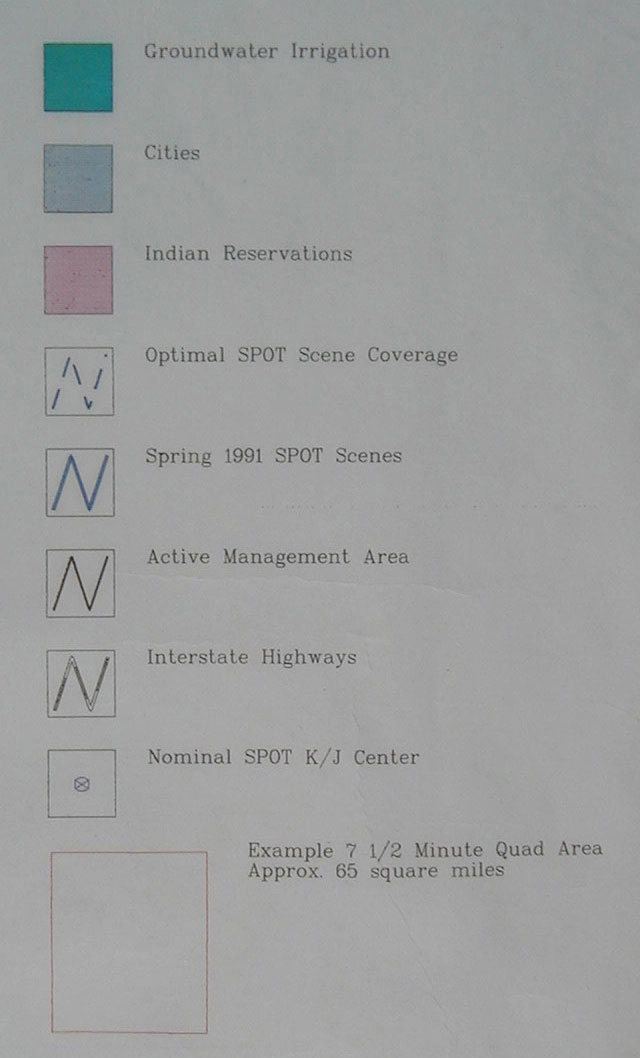 Groundwater Irrigation
Cities
Indian Reservations
Optimal SPOT Scene Coverage
Spring 1991 SPOT Scenes
Active Management Area
Interstate Highways
Nominal SPOT K/J Center
Example 7 1/2 Minute Quad Area
Approx. 65 square miles